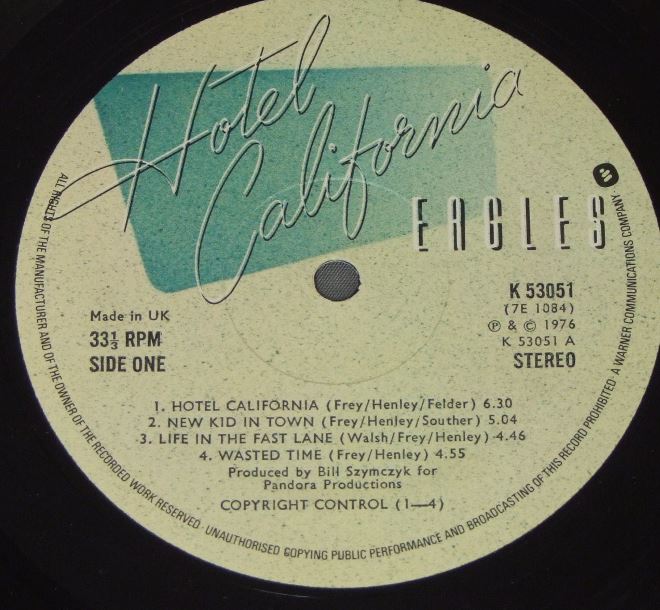 Hotel
California
EAGLES
K 53051
(7E 1084)
℗ & © 1976
K 53051 A
STEREO
Made in UK
33⅓ RPM
SIDE ONE
1. HOTEL CALIFORNIA (Frey/Henley/Felder) 6.30
2. NEW KID IN TOWN (Frey/Henley/Souther) 5.04
3. LIFE IN THE FAST LANE (Walsh/Frey/Henley) 4.46
4. WASTED TIME (Frey/Henley) 4.55
Produced by Bill Szymczyk for
Pandora Productions
COPYRIGHT CONTROL (1—4)
ALL RIGHTS OF THE MANUFACTURER AND OF THE OWNER OF THE RECORDED WORK RESERVED · UNAUTHORISED COPYING PUBLIC PERFORMANCE AND BROADCASTING OF THIS RECORD PROHIBITED · A WARNER COMMUNICATIONS COMPANY ·